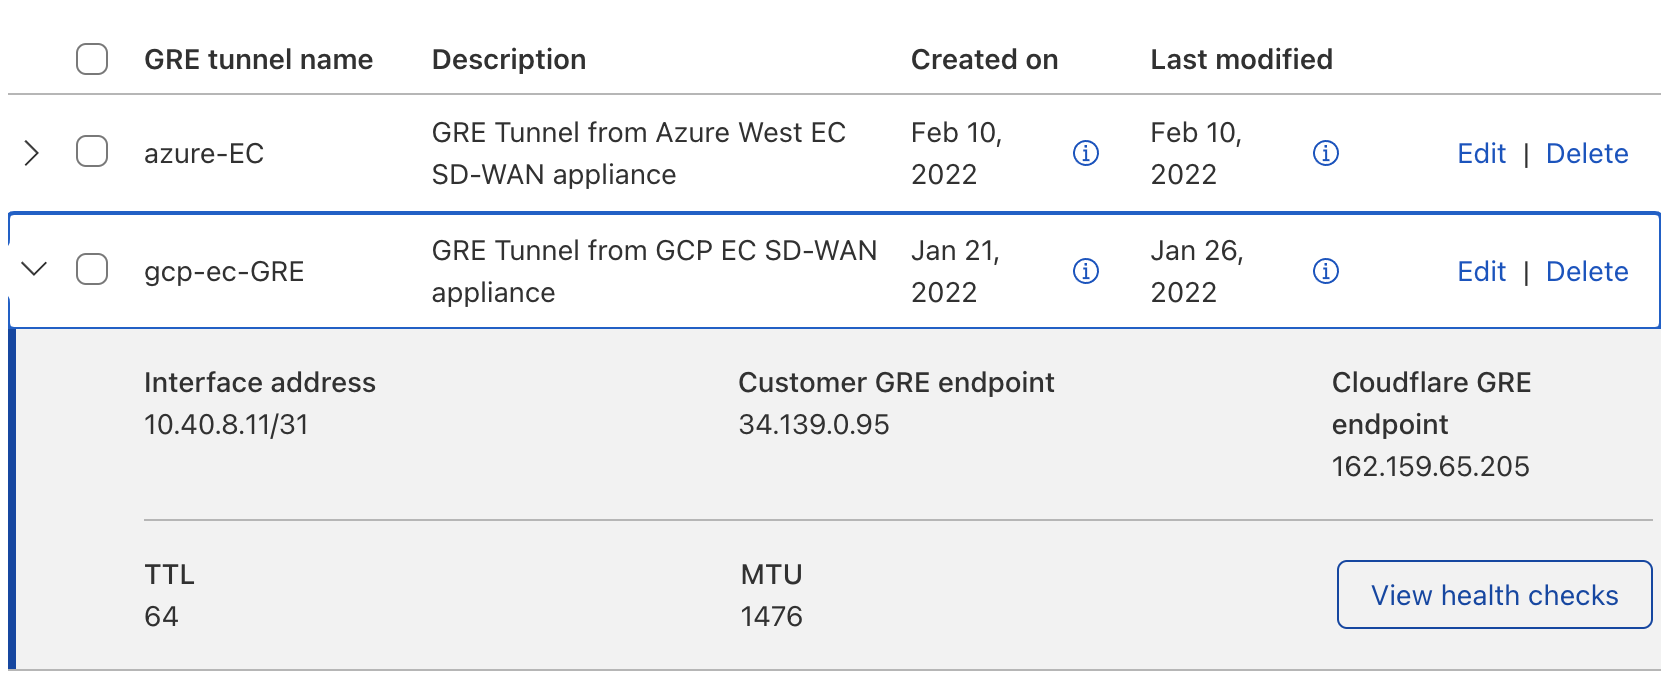 GRE tunnel name Description Created on Last modified
azure-EC GRE Tunnel from Azure West EC SD-WAN appliance Feb 10, 2022 Feb 10, 2022 Edit | Delete
gcp-ec-GRE GRE Tunnel from GCP EC SD-WAN appliance Jan 21, 2022 Jan 26, 2022 Edit | Delete
Interface address
10.40.8.11/31
Customer GRE endpoint
34.139.0.95
Cloudflare GRE
endpoint
162.159.65.205
TTL
64
MTU
1476
View health checks